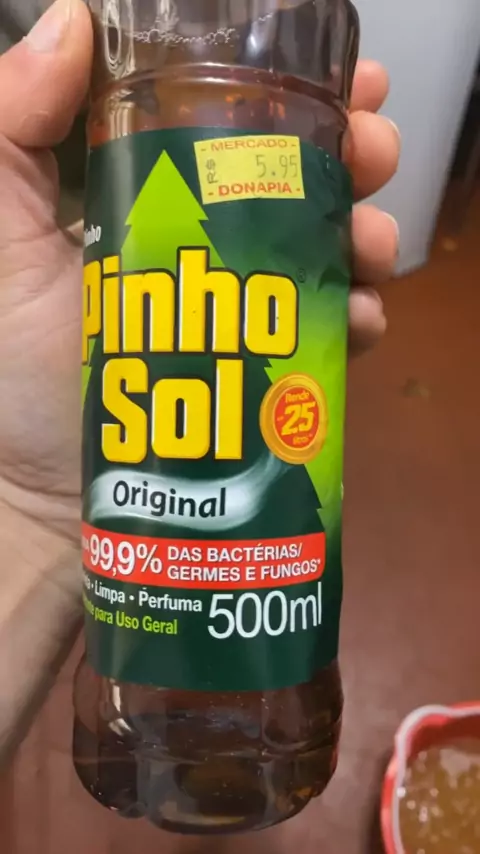 - MERCADO -
R$ 5.95
- DONAPIA -
Pinho
Sol
®
Rende
25
litros
Original
99,9% DAS BACTÉRIAS/
GERMES E FUNGOS*
• Limpa • Perfuma
para Uso Geral
500ml